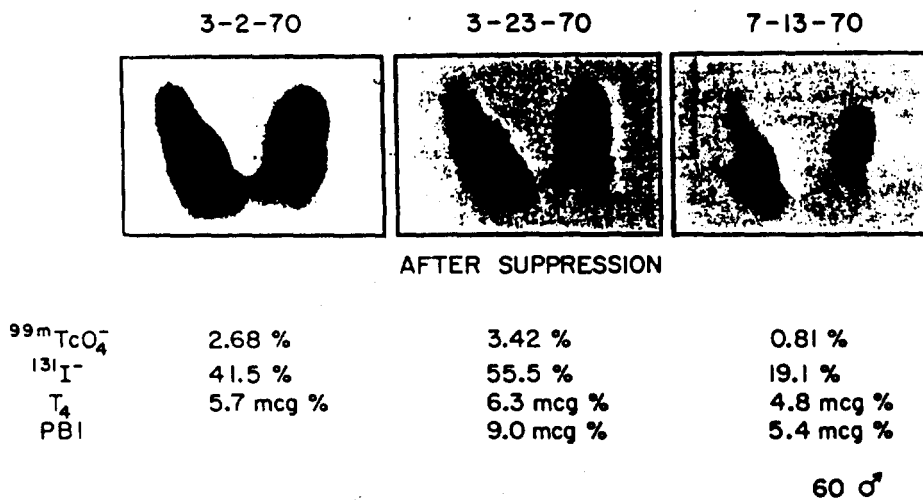 3-2-70 3-23-70 7-13-70
AFTER SUPPRESSION
99mTcO4- 2.68 % 3.42 % 0.81 %
131I- 41.5 % 55.5 % 19.1 %
T4 5.7 mcg % 6.3 mcg % 4.8 mcg %
PBI 9.0 mcg % 5.4 mcg %
60 ♂